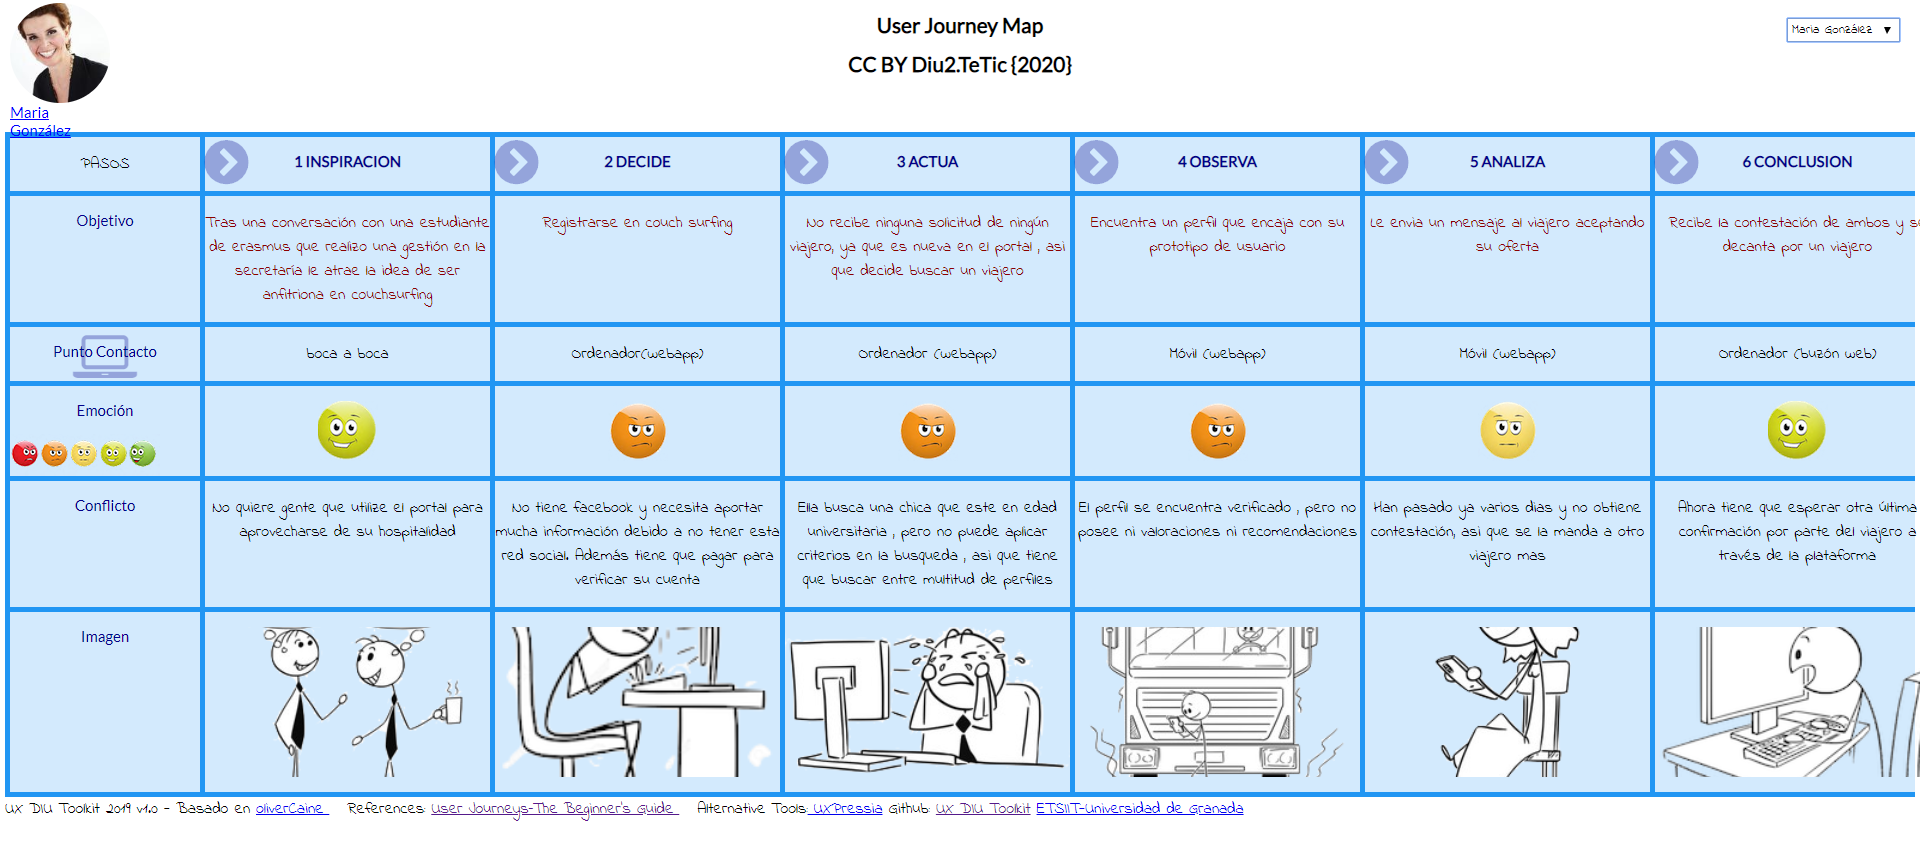 User Journey Map
CC BY Diu2.TeTic {2020}
Maria González ▼
Maria
González
PASOS
1 INSPIRACION
2 DECIDE
3 ACTUA
4 OBSERVA
5 ANALIZA
6 CONCLUSION
Objetivo
Tras una conversación con una estudiante
de erasmus que realizo una gestión en la
secretaría le atrae la idea de ser
anfitriona en couchsurfing
Registrarse en couch surfing
No recibe ninguna solicitud de ningún
viajero, ya que es nueva en el portal , asi
que decide buscar un viajero
Encuentra un perfil que encaja con su
prototipo de usuario
Le envia un mensaje al viajero aceptando
su oferta
Recibe la contestación de ambos y s
decanta por un viajero
Punto Contacto
boca a boca
Ordenador(webapp)
Ordenador (webapp)
Móvil (webapp)
Móvil (webapp)
Ordenador (buzón web)
Emoción
Conflicto
No quiere gente que utilize el portal para
aprovecharse de su hospitalidad
No tiene facebook y necesita aportar
mucha información debido a no tener esta
red social. Además tiene que pagar para
verificar su cuenta
Ella busca una chica que este en edad
universitaria , pero no puede aplicar
criterios en la busqueda , asi que tiene
que buscar entre multitud de perfiles
El perfil se encuentra verificado , pero no
posee ni valoraciones ni recomendaciones
Han pasado ya varios dias y no obtiene
contestación, asi que se la manda a otro
viajero mas
Ahora tiene que esperar otra última
confirmación por parte del viajero a
través de la plataforma
Imagen
UX DIU Toolkit 2019 v1.0 - Basado en oliverCaine References: User Journeys-The Beginner's Guide Alternative Tools: UXPressia Github: UX DIU Toolkit ETSIIT-Universidad de Granada